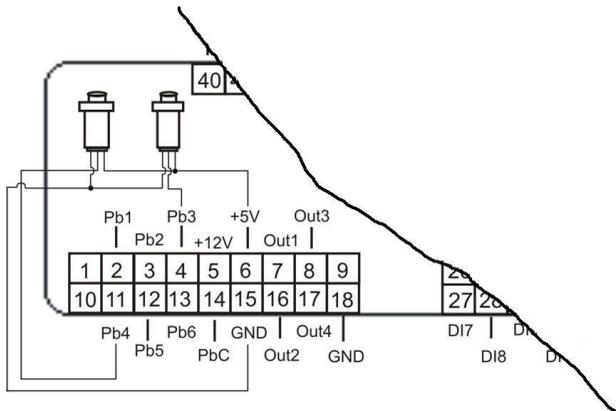 40
Pb1 Pb3 +5V Out3
Pb2 +12V Out1
1 2 3 4 5 6 7 8 9
10 11 12 13 14 15 16 17 18
27 28
Pb4 Pb6 GND Out4 DI7
Pb5 PbC Out2 GND DI8